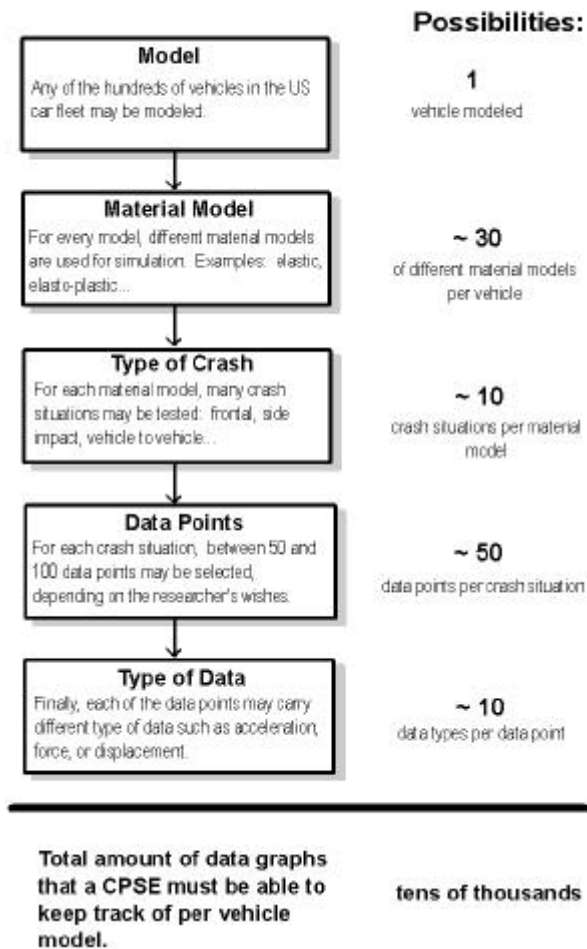 Possibilities:
Model
Any of the hundreds of vehicles in the US
car fleet may be modeled.
1
vehicle modeled
Material Model
For every model, different material models
are used for simulation. Examples: elastic,
elasto-plastic...
~ 30
of different material models
per vehicle
Type of Crash
For each material model, many crash
situations may be tested: frontal, side
impact, vehicle to vehicle...
~ 10
crash situations per material
model
Data Points
For each crash situation, between 50 and
100 data points may be selected,
depending on the researcher's wishes.
~ 50
data points per crash situation
Type of Data
Finally, each of the data points may carry
different type of data such as acceleration,
force, or displacement.
~ 10
data types per data point
Total amount of data graphs
that a CPSE must be able to
keep track of per vehicle
model.
tens of thousands